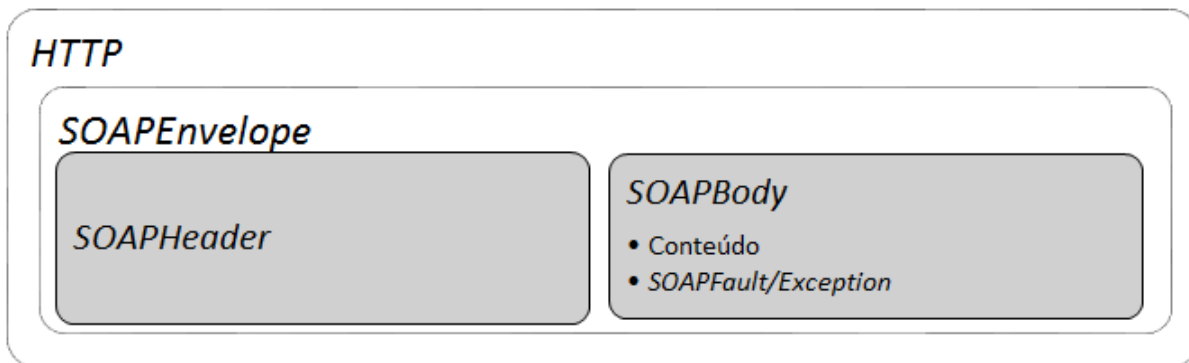 HTTP
SOAPEnvelope
SOAPHeader
SOAPBody
• Conteúdo
• SOAPFault/Exception